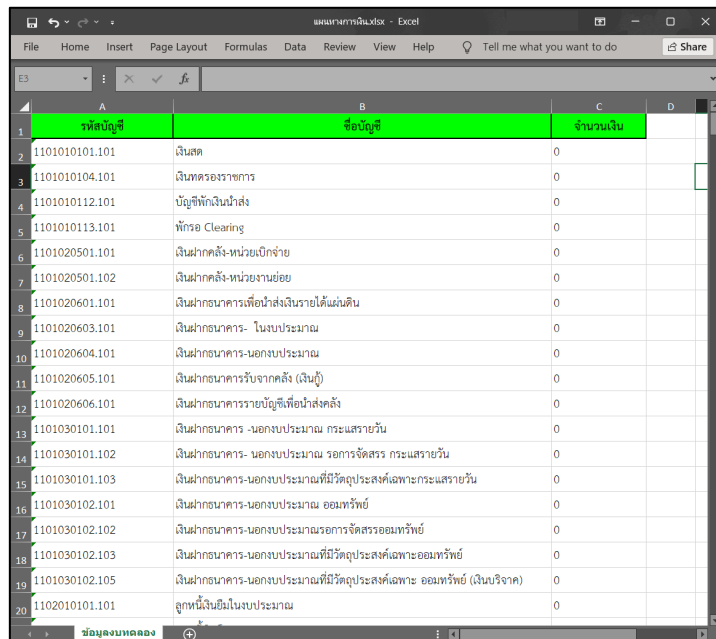 แผนทางการเงิน.xlsx - Excel
File Home Insert Page Layout Formulas Data Review View Help Tell me what you want to do Share
E3 fx
A B C D
1 รหัสบัญชี ชื่อบัญชี จำนวนเงิน
2 1101010101.101 เงินสด 0
3 1101010104.101 เงินทดรองราชการ 0
4 1101010112.101 บัญชีพักเงินนำส่ง 0
5 1101010113.101 พักรอ Clearing 0
6 1101020501.101 เงินฝากคลัง-หน่วยเบิกจ่าย 0
7 1101020501.102 เงินฝากคลัง-หน่วยงานย่อย 0
8 1101020601.101 เงินฝากธนาคารเพื่อนำส่งเงินรายได้แผ่นดิน 0
9 1101020603.101 เงินฝากธนาคาร- ในงบประมาณ 0
10 1101020604.101 เงินฝากธนาคาร-นอกงบประมาณ 0
11 1101020605.101 เงินฝากธนาคารรับจากคลัง (เงินกู้) 0
12 1101020606.101 เงินฝากธนาคารรายบัญชีเพื่อนำส่งคลัง 0
13 1101030101.101 เงินฝากธนาคาร -นอกงบประมาณ กระแสรายวัน 0
14 1101030101.102 เงินฝากธนาคาร- นอกงบประมาณ รอการจัดสรร กระแสรายวัน 0
15 1101030101.103 เงินฝากธนาคาร-นอกงบประมาณที่มีวัตถุประสงค์เฉพาะกระแสรายวัน 0
16 1101030102.101 เงินฝากธนาคาร-นอกงบประมาณ ออมทรัพย์ 0
17 1101030102.102 เงินฝากธนาคาร-นอกงบประมาณรอการจัดสรรออมทรัพย์ 0
18 1101030102.103 เงินฝากธนาคาร-นอกงบประมาณที่มีวัตถุประสงค์เฉพาะออมทรัพย์ 0
19 1101030102.105 เงินฝากธนาคาร-นอกงบประมาณที่มีวัตถุประสงค์เฉพาะ ออมทรัพย์ (เงินบริจาค) 0
20 1102010101.101 ลูกหนี้เงินยืมในงบประมาณ 0
ข้อมูลงบทดลอง